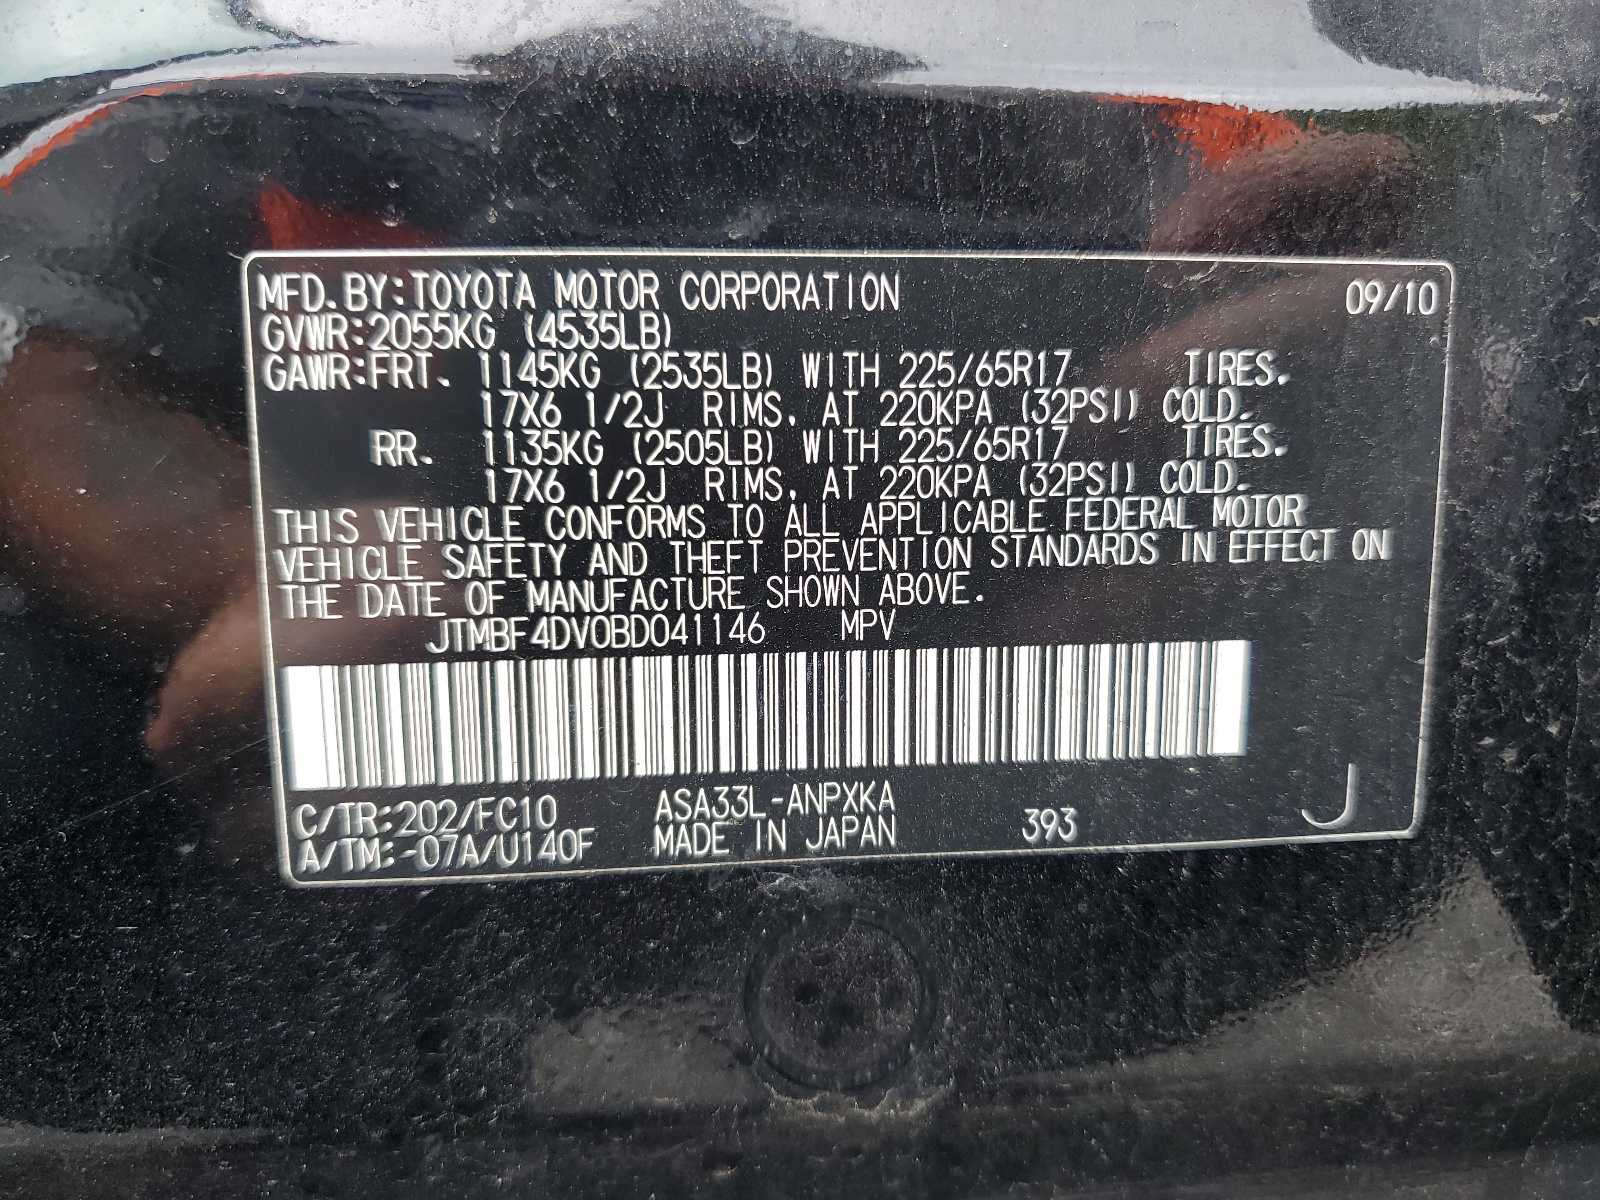 MFD.BY:TOYOTA MOTOR CORPORATION 09/10
GVWR:2055KG (4535LB)
GAWR:FRT. 1145KG (2535LB) WITH 225/65R17 TIRES.
17X6 1/2J RIMS, AT 220KPA (32PSI) COLD.
RR. 1135KG (2505LB) WITH 225/65R17 TIRES.
17X6 1/2J RIMS, AT 220KPA (32PSI) COLD.
THIS VEHICLE CONFORMS TO ALL APPLICABLE FEDERAL MOTOR
VEHICLE SAFETY AND THEFT PREVENTION STANDARDS IN EFFECT ON
THE DATE OF MANUFACTURE SHOWN ABOVE.
JTMBF4DV0BD041146 MPV
C/TR:202/FC10 ASA33L-ANPXKA
A/TM:-07A/U140F MADE IN JAPAN 393 J